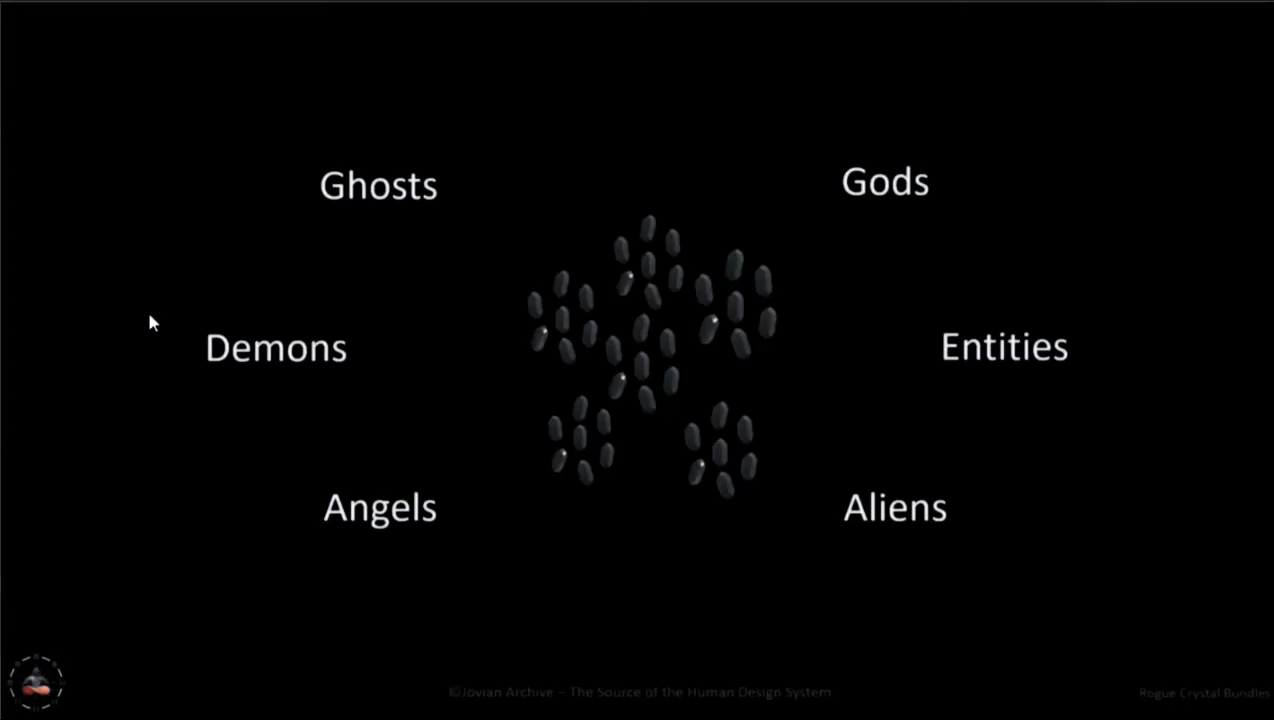 Ghosts
Gods
Demons
Entities
Angels
Aliens
©Jovian Archive – The Source of the Human Design System
Rogue Crystal Bundles